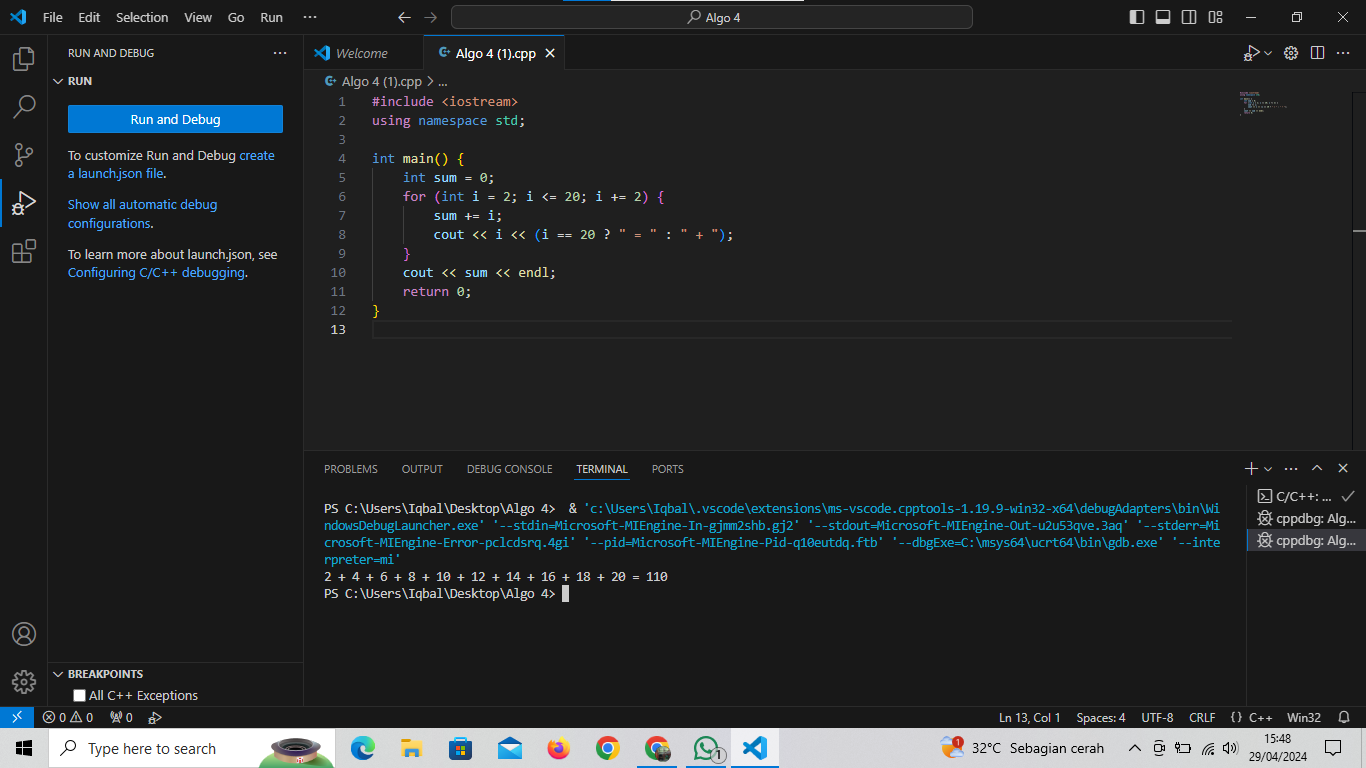 File Edit Selection View Go Run ··· Algo 4
RUN AND DEBUG ···
RUN
Run and Debug
To customize Run and Debug create
a launch.json file.
Show all automatic debug
configurations.
To learn more about launch.json, see
Configuring C/C++ debugging.
BREAKPOINTS
All C++ Exceptions
Welcome Algo 4 (1).cpp
Algo 4 (1).cpp > ...
1 #include <iostream>
2 using namespace std;
3
4 int main() {
5 int sum = 0;
6 for (int i = 2; i <= 20; i += 2) {
7 sum += i;
8 cout << i << (i == 20 ? " = " : " + ");
9 }
10 cout << sum << endl;
11 return 0;
12 }
13
PROBLEMS OUTPUT DEBUG CONSOLE TERMINAL PORTS
PS C:\Users\Iqbal\Desktop\Algo 4> & 'c:\Users\Iqbal\.vscode\extensions\ms-vscode.cpptools-1.19.9-win32-x64\debugAdapters\bin\Wi
ndowsDebugLauncher.exe' '--stdin=Microsoft-MIEngine-In-gjmm2shb.gj2' '--stdout=Microsoft-MIEngine-Out-u2u53qve.3aq' '--stderr=Mi
crosoft-MIEngine-Error-pclcdsrq.4gi' '--pid=Microsoft-MIEngine-Pid-q10eutdq.ftb' '--dbgExe=C:\msys64\ucrt64\bin\gdb.exe' '--inte
rpreter=mi'
2 + 4 + 6 + 8 + 10 + 12 + 14 + 16 + 18 + 20 = 110
PS C:\Users\Iqbal\Desktop\Algo 4>
C/C++: ...
cppdbg: Alg...
cppdbg: Alg...
0 0 0 Ln 13, Col 1 Spaces: 4 UTF-8 CRLF {} C++ Win32
Type here to search 1 1 32°C Sebagian cerah 15:48
29/04/2024